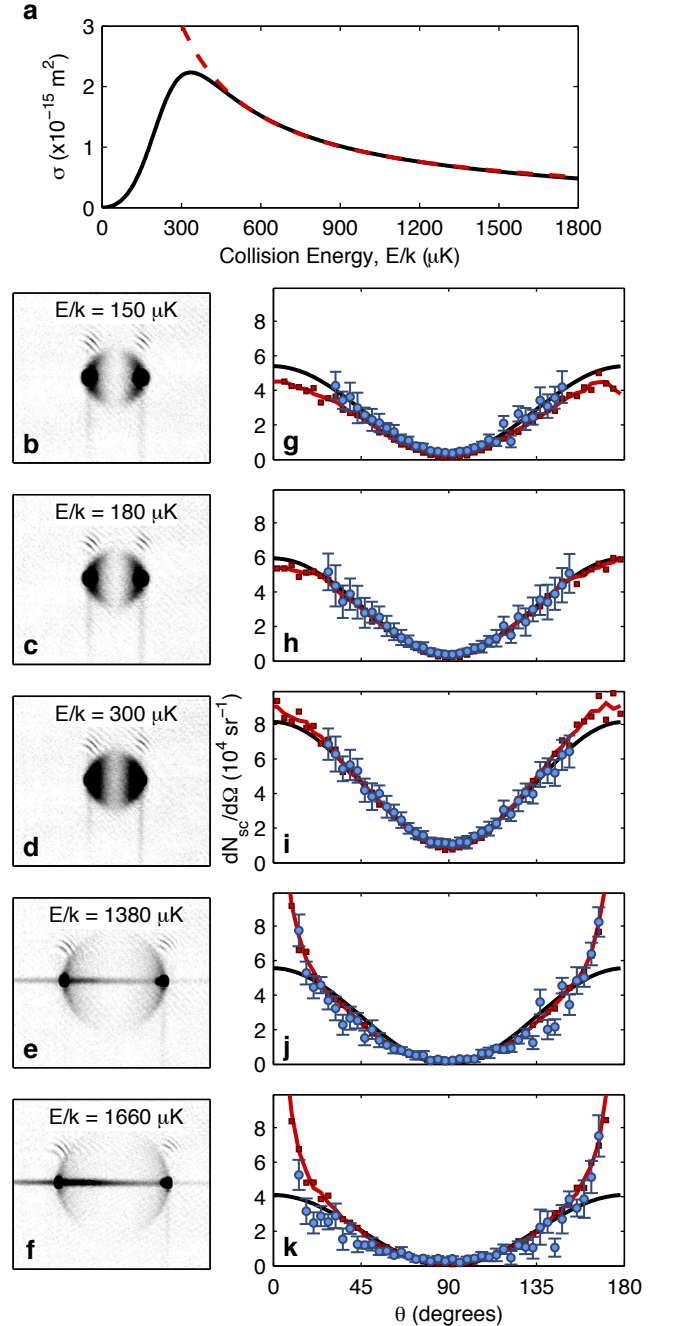 a
3
2
1
0
σ (x10⁻¹⁵ m²)
0 300 600 900 1200 1500 1800
Collision Energy, E/k (μK)
E/k = 150 μK
b
8
6
4
2
0
g
E/k = 180 μK
c
8
6
4
2
0
h
E/k = 300 μK
d
dN_sc/dΩ (10⁴ sr⁻¹)
8
6
4
2
0
i
E/k = 1380 μK
e
8
6
4
2
0
j
E/k = 1660 μK
f
8
6
4
2
0
k
0 45 90 135 180
θ (degrees)